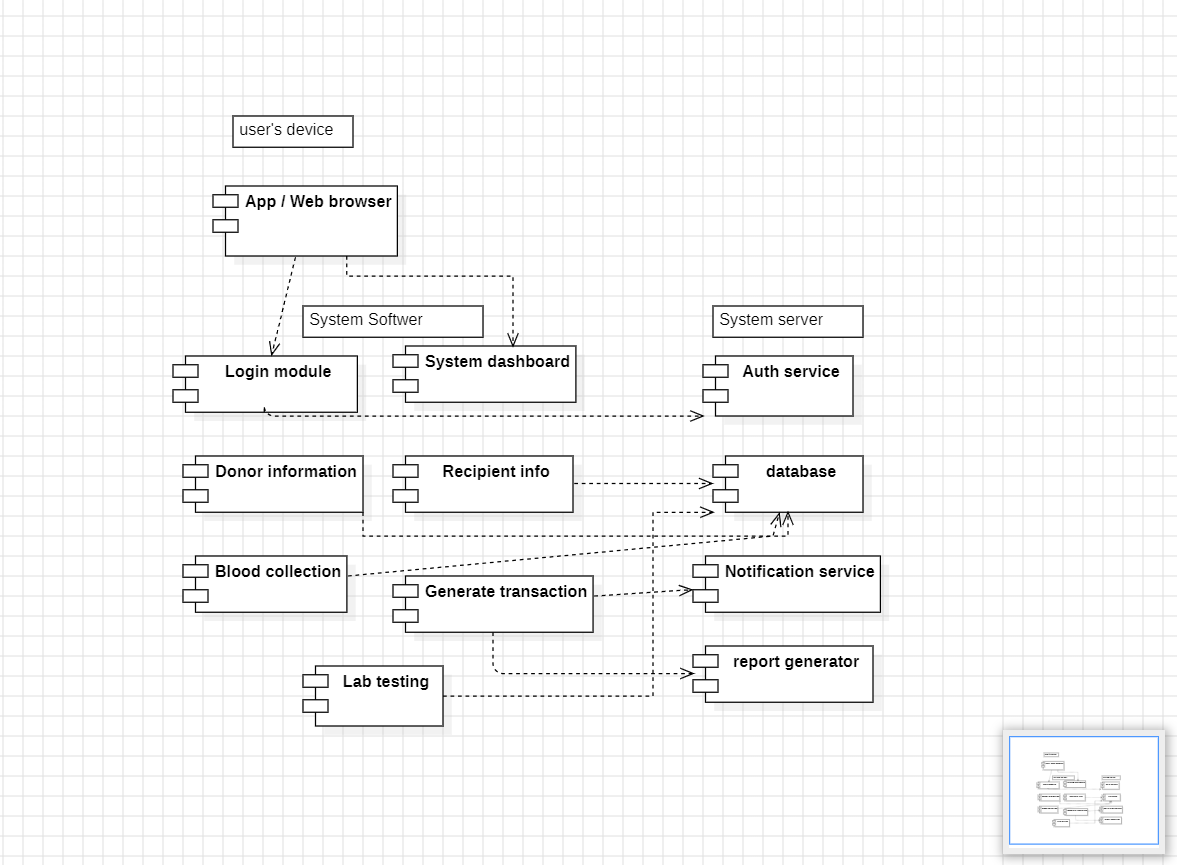 user's device
App / Web browser
System Softwer
System server
Login module
System dashboard
Auth service
Donor information
Recipient info
database
Blood collection
Generate transaction
Notification service
Lab testing
report generator